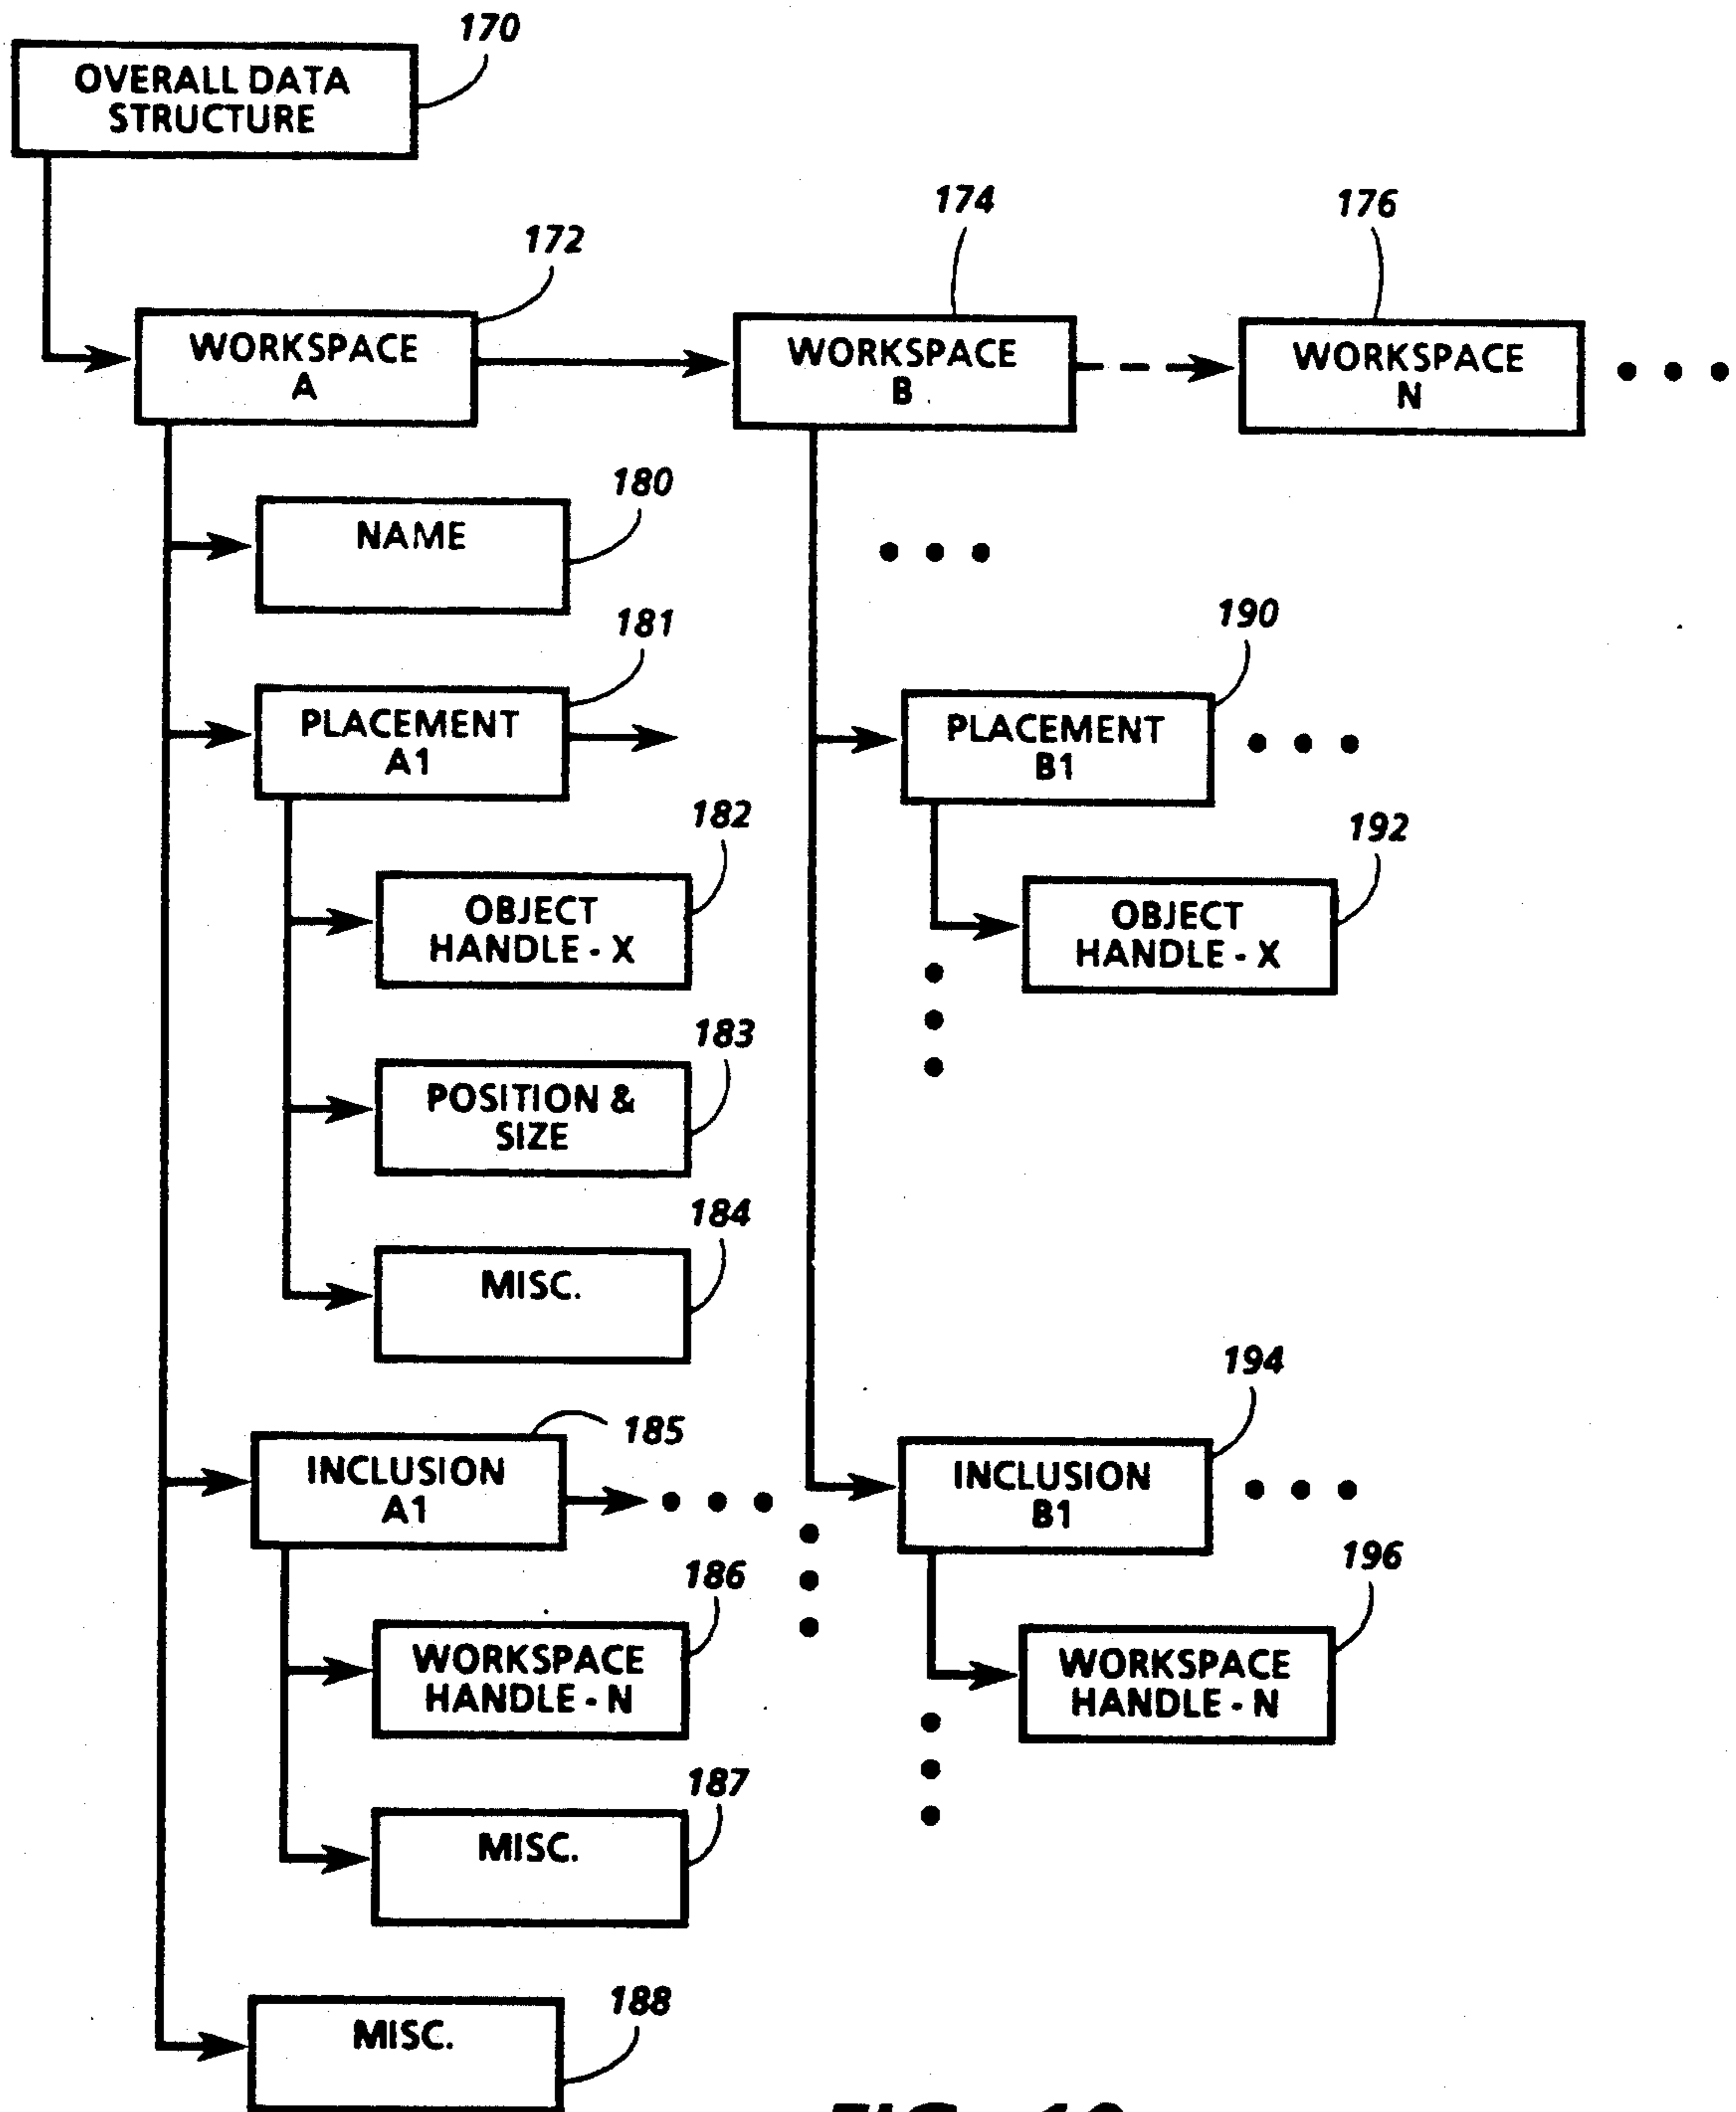 170
OVERALL DATA
STRUCTURE
172
174
176
WORKSPACE
A
WORKSPACE
B
WORKSPACE
N
180
NAME
181
PLACEMENT
A1
190
PLACEMENT
B1
182
OBJECT
HANDLE - X
192
OBJECT
HANDLE - X
183
POSITION &
SIZE
184
MISC.
185
INCLUSION
A1
194
INCLUSION
B1
186
WORKSPACE
HANDLE - N
196
WORKSPACE
HANDLE - N
187
MISC.
188
MISC.